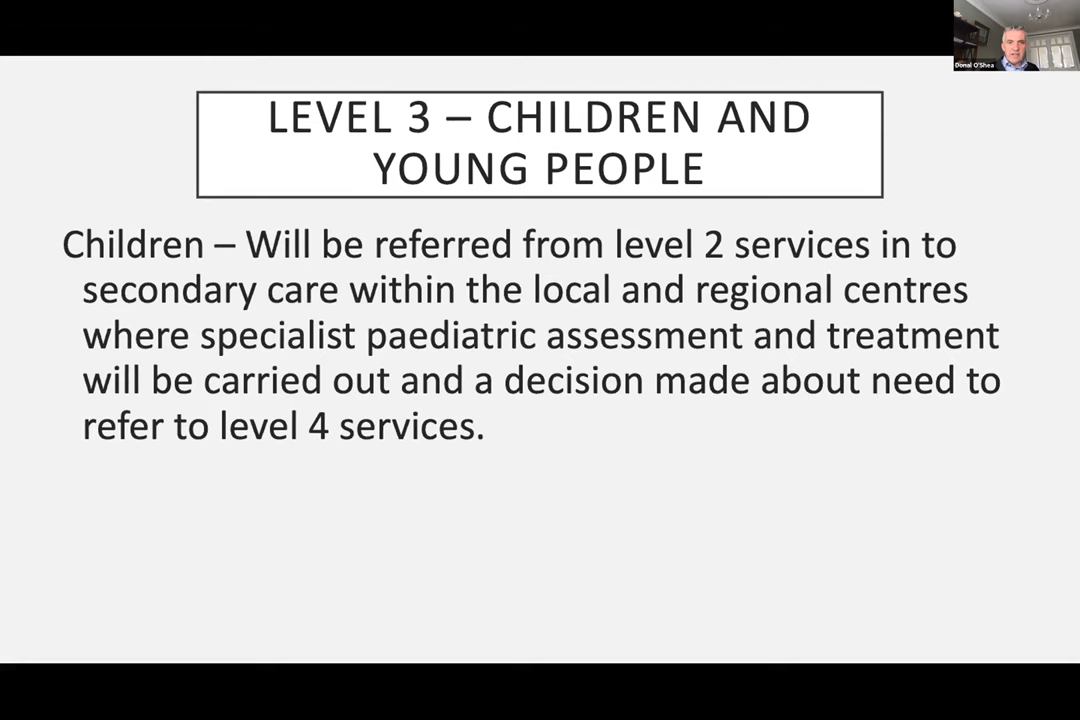 Donal O'Shea
LEVEL 3 – CHILDREN AND
YOUNG PEOPLE
Children – Will be referred from level 2 services in to
secondary care within the local and regional centres
where specialist paediatric assessment and treatment
will be carried out and a decision made about need to
refer to level 4 services.